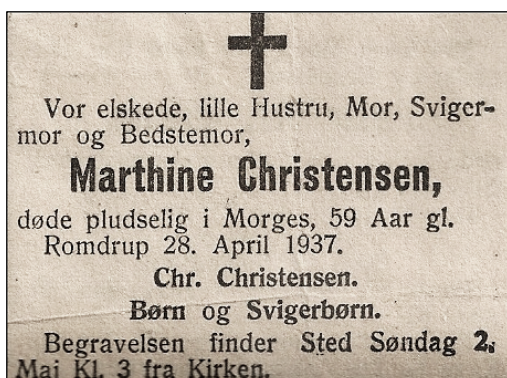 Vor elskede, lille Hustru, Mor, Sviger-
mor og Bedstemor,
Marthine Christensen,
døde pludselig i Morges, 59 Aar gl.
Romdrup 28. April 1937.
Chr. Christensen.
Børn og Svigerbørn.
Begravelsen finder Sted Søndag 2.
Maj Kl. 3 fra Kirken.